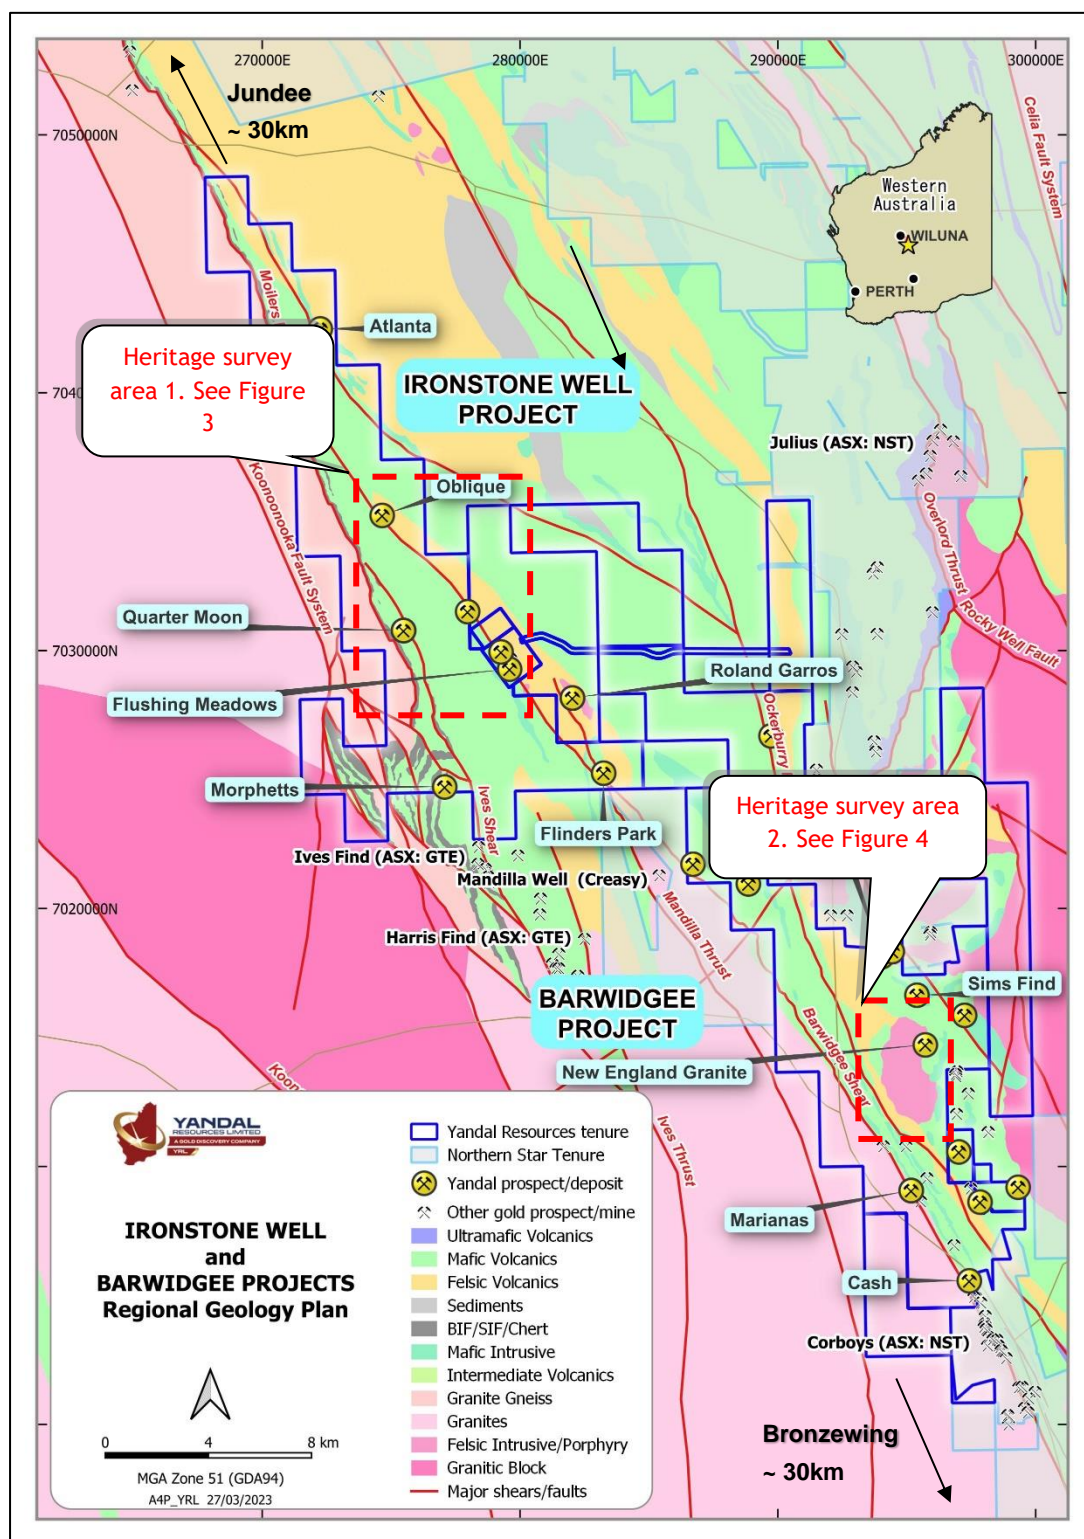 270000E
280000E
290000E
300000E
Jundee
~ 30km
7050000N
Celia Fault System
Western
Australia
WILUNA
PERTH
Moilers
Atlanta
Heritage survey
area 1. See Figure
3
7040
IRONSTONE WELL
PROJECT
Julius (ASX: NST)
Koonoonooka Fault System
Oblique
Overlord Thrust
Quarter Moon
Rocky Well Fault
7030000N
Roland Garros
Flushing Meadows
Ockerburry
Morphetts
Ives Shear
Flinders Park
Heritage survey area
2. See Figure 4
Ives Find (ASX: GTE)
Mandilla Well (Creasy)
7020000N
Mandilla Thrust
Harris Find (ASX: GTE)
Sims Find
BARWIDGEE
PROJECT
Barwidgee Shear
New England Granite
Koon
Ives Thrust
YANDAL
RESOURCES LIMITED
A GOLD DISCOVERY COMPANY
YRL
IRONSTONE WELL
and
BARWIDGEE PROJECTS
Regional Geology Plan
0 4 8 km
MGA Zone 51 (GDA94)
A4P_YRL 27/03/2023
Yandal Resources tenure
Northern Star Tenure
Yandal prospect/deposit
Other gold prospect/mine
Ultramafic Volcanics
Mafic Volcanics
Felsic Volcanics
Sediments
BIF/SIF/Chert
Mafic Intrusive
Intermediate Volcanics
Granite Gneiss
Granites
Felsic Intrusive/Porphyry
Granitic Block
Major shears/faults
Marianas
Cash
Corboys (ASX: NST)
Bronzewing
~ 30km